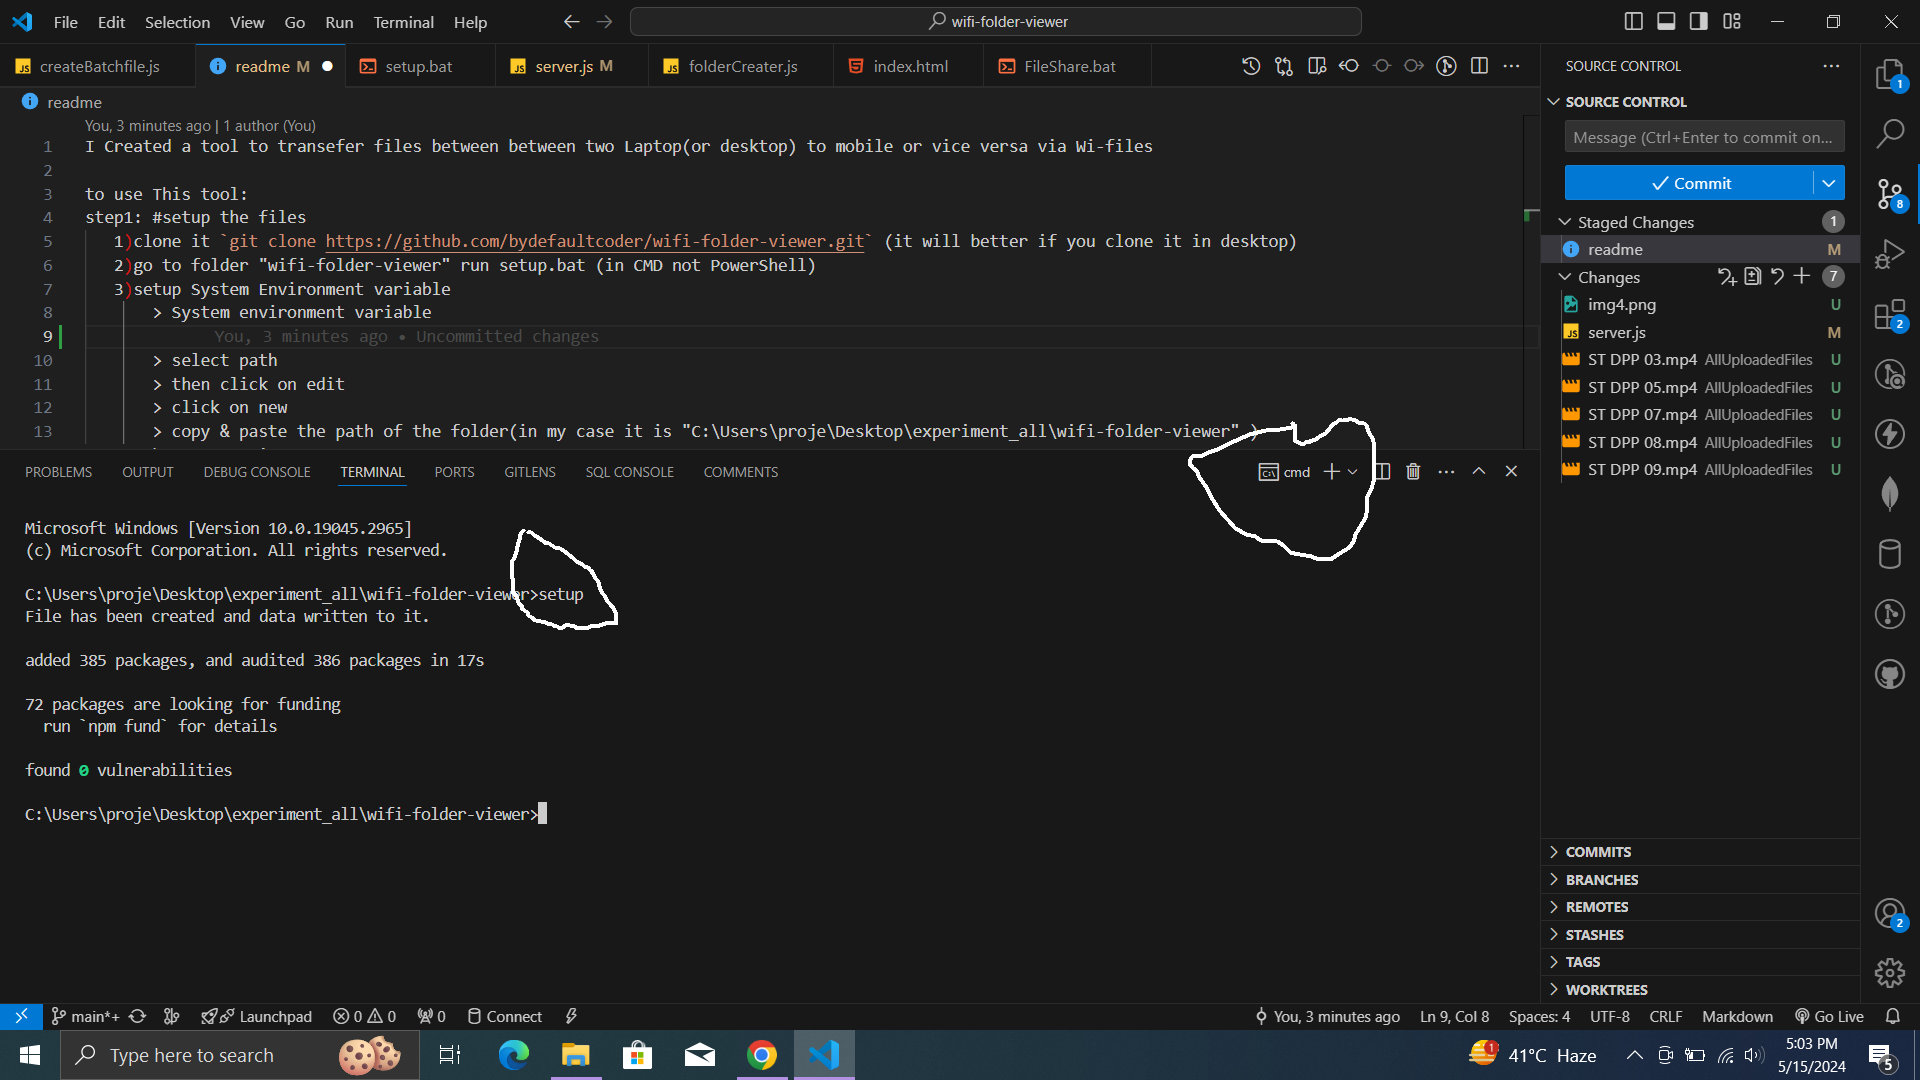 File Edit Selection View Go Run Terminal Help
wifi-folder-viewer
createBatchfile.js readme M setup.bat server.js M folderCreater.js index.html FileShare.bat
readme
You, 3 minutes ago | 1 author (You)
1 I Created a tool to transefer files between between two Laptop(or desktop) to mobile or vice versa via Wi-files
2
3 to use This tool:
4 step1: #setup the files
5 1)clone it `git clone https://github.com/bydefaultcoder/wifi-folder-viewer.git` (it will better if you clone it in desktop)
6 2)go to folder "wifi-folder-viewer" run setup.bat (in CMD not PowerShell)
7 3)setup System Environment variable
8 > System environment variable
9 You, 3 minutes ago • Uncommitted changes
10 > select path
11 > then click on edit
12 > click on new
13 > copy & paste the path of the folder(in my case it is "C:\Users\proje\Desktop\experiment_all\wifi-folder-viewer" )
PROBLEMS OUTPUT DEBUG CONSOLE TERMINAL PORTS GITLENS SQL CONSOLE COMMENTS
cmd
Microsoft Windows [Version 10.0.19045.2965]
(c) Microsoft Corporation. All rights reserved.
C:\Users\proje\Desktop\experiment_all\wifi-folder-viewer>setup
File has been created and data written to it.
added 385 packages, and audited 386 packages in 17s
72 packages are looking for funding
run `npm fund` for details
found 0 vulnerabilities
C:\Users\proje\Desktop\experiment_all\wifi-folder-viewer>
SOURCE CONTROL
SOURCE CONTROL
Message (Ctrl+Enter to commit on...
Commit
Staged Changes 1
readme M
Changes 7
img4.png U
server.js M
ST DPP 03.mp4 AllUploadedFiles U
ST DPP 05.mp4 AllUploadedFiles U
ST DPP 07.mp4 AllUploadedFiles U
ST DPP 08.mp4 AllUploadedFiles U
ST DPP 09.mp4 AllUploadedFiles U
COMMITS
BRANCHES
REMOTES
STASHES
TAGS
WORKTREES
1
8
2
2
main*+ Launchpad 0 0 0 Connect
You, 3 minutes ago Ln 9, Col 8 Spaces: 4 UTF-8 CRLF Markdown Go Live
Type here to search
1 41°C Haze
5:03 PM
5/15/2024
5